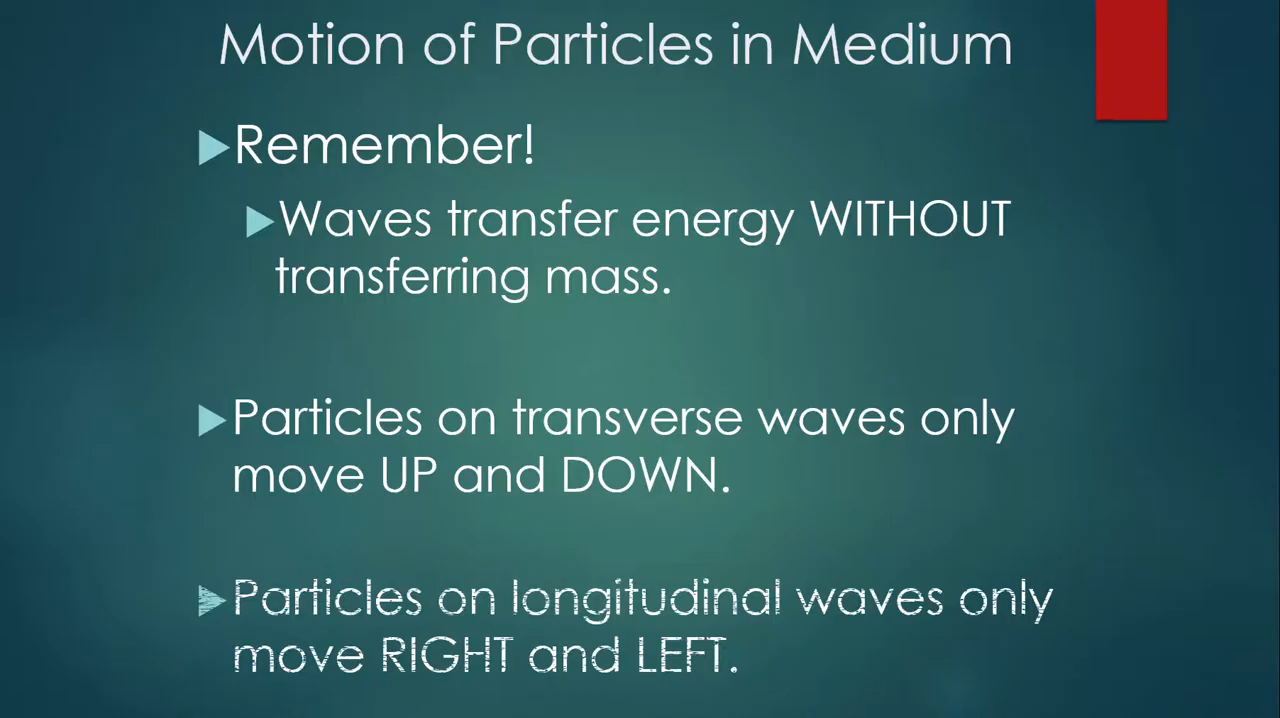 Motion of Particles in Medium
Remember!
Waves transfer energy WITHOUT
transferring mass.
Particles on transverse waves only
move UP and DOWN.
Particles on longitudinal waves only
move RIGHT and LEFT.